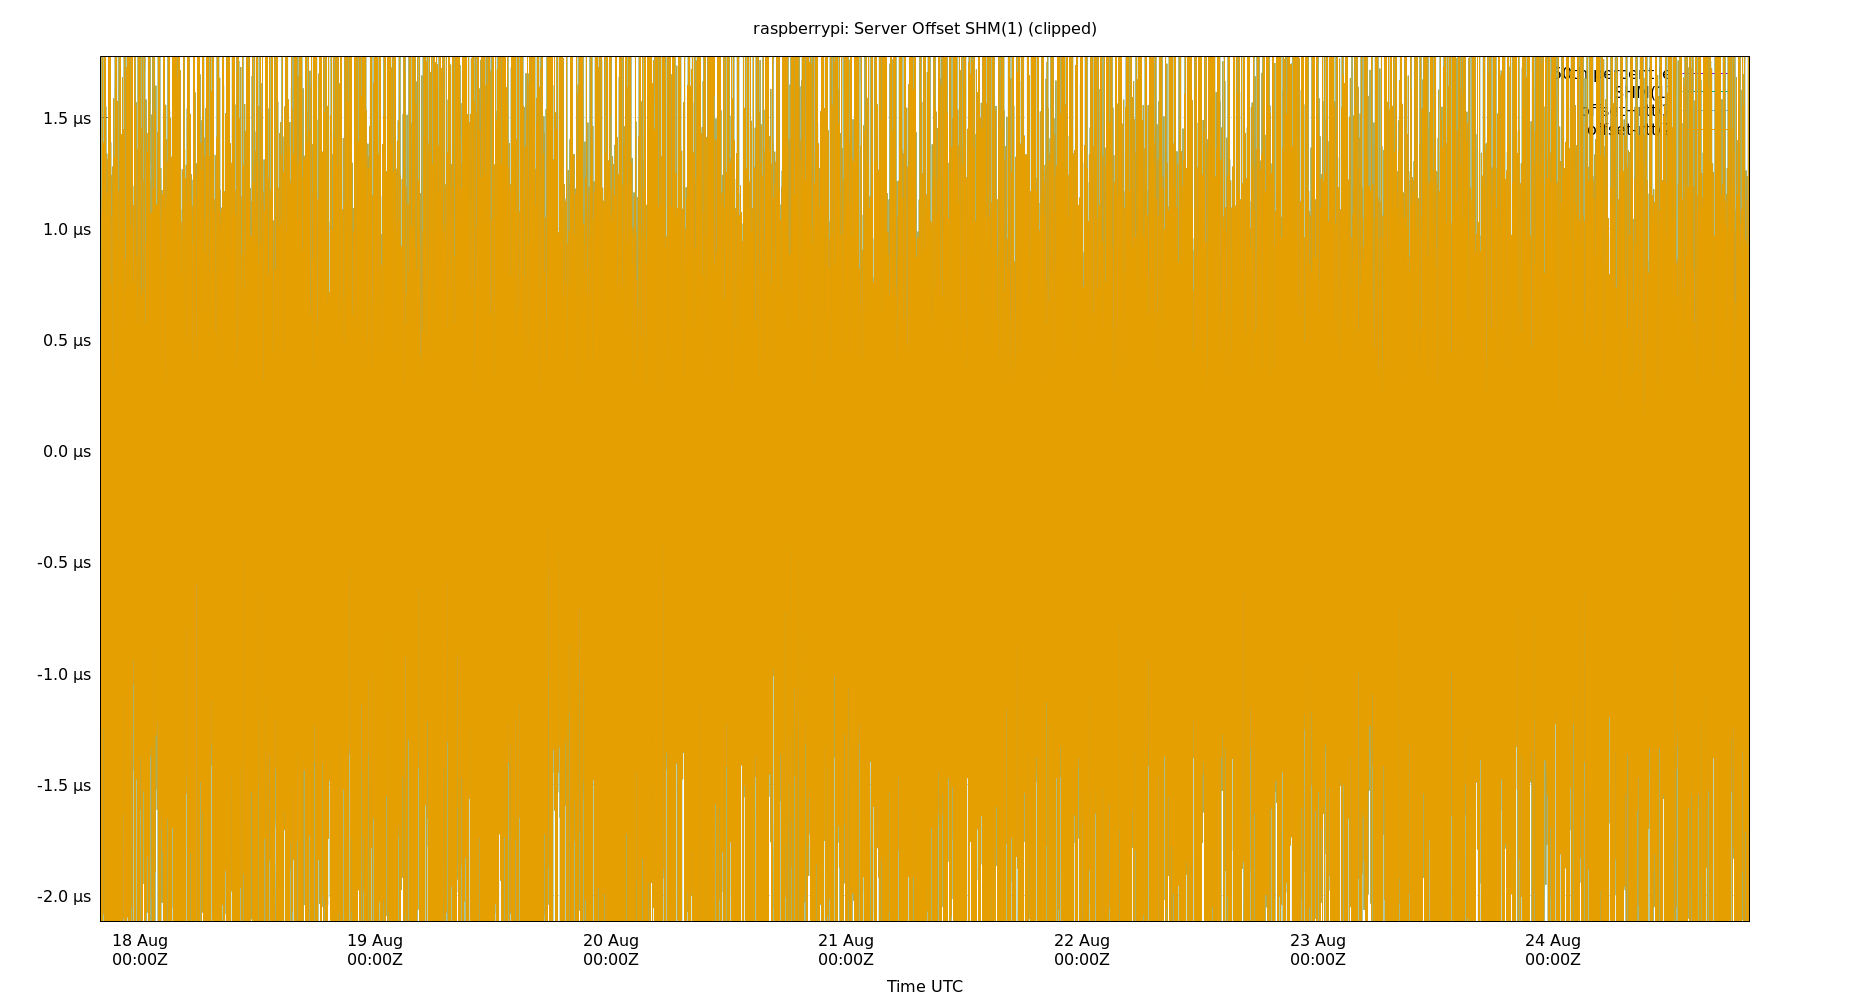 raspberrypi: Server Offset SHM(1) (clipped)
1.5 µs
1.0 µs
0.5 µs
0.0 µs
-0.5 µs
-1.0 µs
-1.5 µs
-2.0 µs
18 Aug 19 Aug 20 Aug 21 Aug 22 Aug 23 Aug 24 Aug
00:00Z 00:00Z 00:00Z 00:00Z 00:00Z 00:00Z 00:00Z
Time UTC